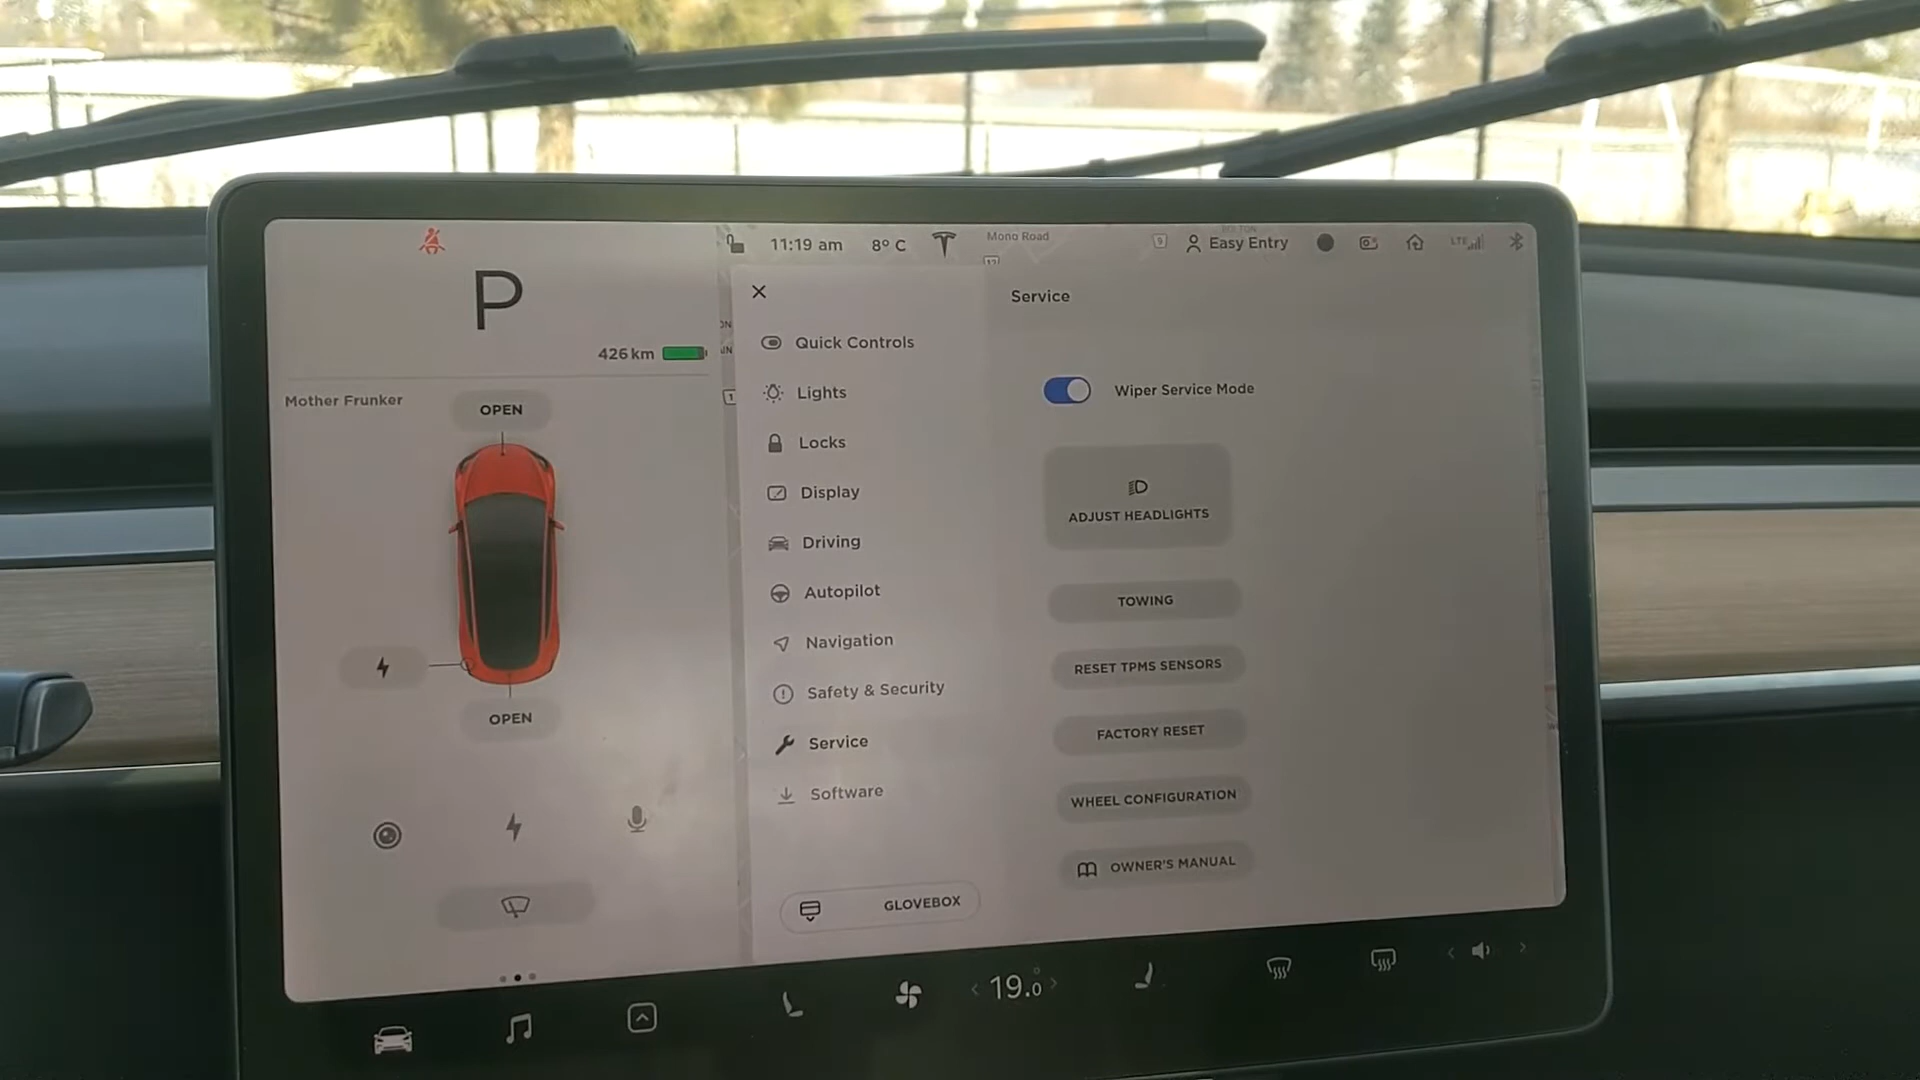 P
426 km
Mother Frunker
OPEN
OPEN
11:19 am 8° C
Mono Road
Easy Entry
LTE
Service
Quick Controls
Lights
Locks
Display
Driving
Autopilot
Navigation
Safety & Security
Service
Software
GLOVEBOX
Wiper Service Mode
ADJUST HEADLIGHTS
TOWING
RESET TPMS SENSORS
FACTORY RESET
WHEEL CONFIGURATION
OWNER'S MANUAL
19.0